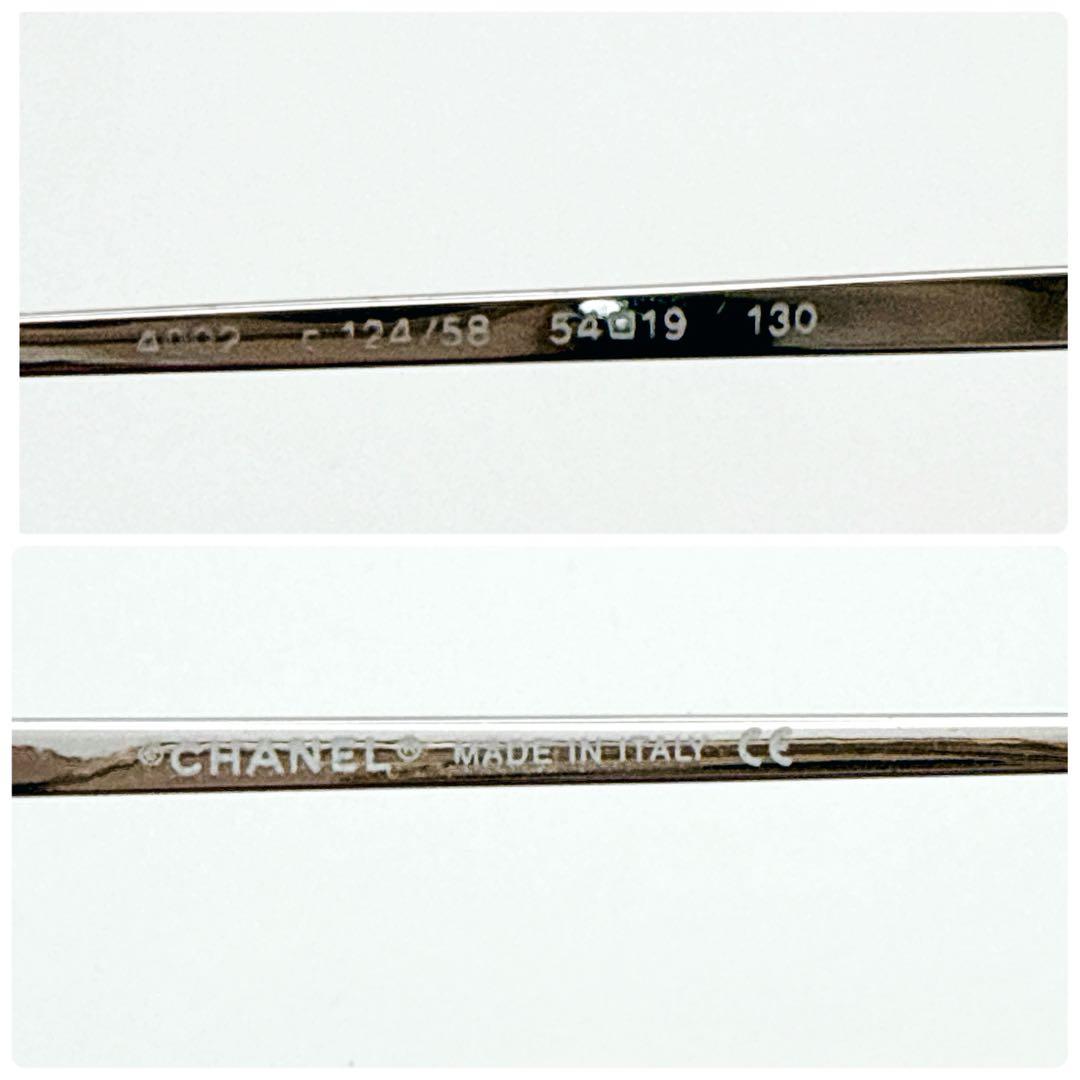 4002 c.124/58 54□19 130
©CHANEL® MADE IN ITALY CE